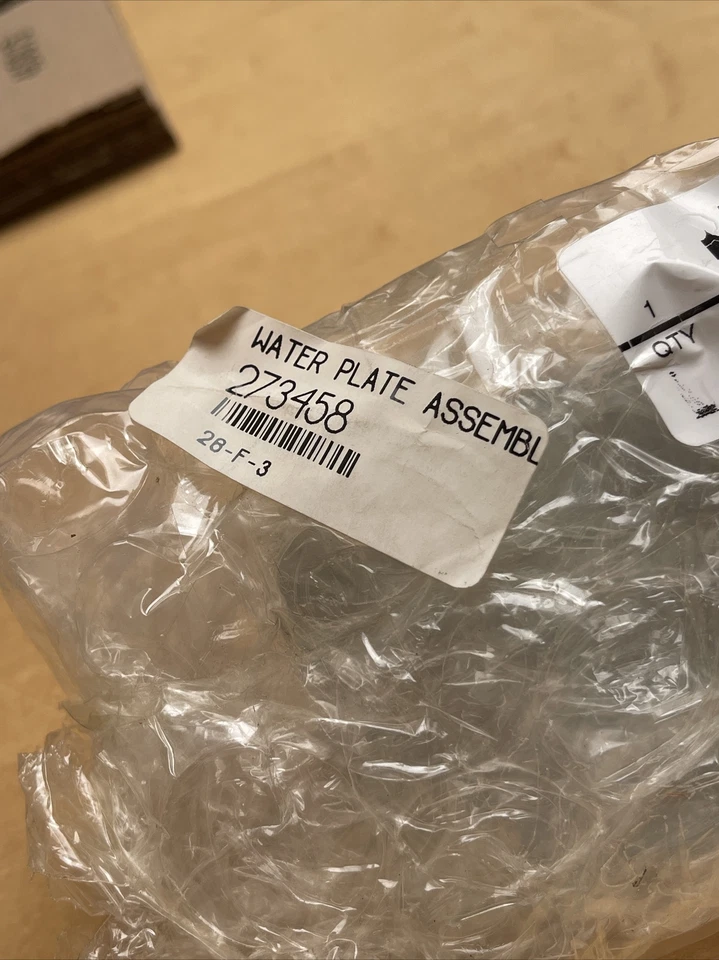 WATER PLATE ASSEMBL
273458
28-F-3
1
QTY